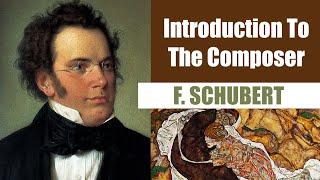 Introduction To
The Composer
F. SCHUBERT